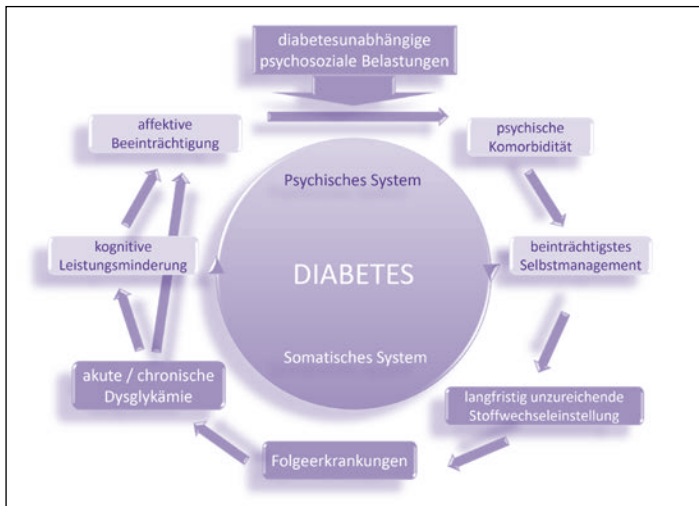 diabetesunabhängige
psychosoziale Belastungen
affektive
Beeinträchtigung
psychische
Komorbidität
Psychisches System
kognitive
Leistungsminderung
DIABETES
beinträchtigstes
Selbstmanagement
Somatisches System
akute / chronische
Dysglykämie
langfristig unzureichende
Stoffwechseleinstellung
Folgeerkrankungen